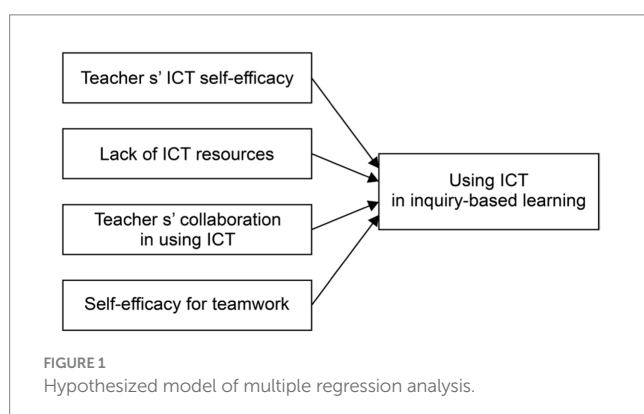 Teacher s’ ICT self-efficacy
Lack of ICT resources
Teacher s’ collaboration
in using ICT
Self-efficacy for teamwork
Using ICT
in inquiry-based learning
FIGURE 1
Hypothesized model of multiple regression analysis.